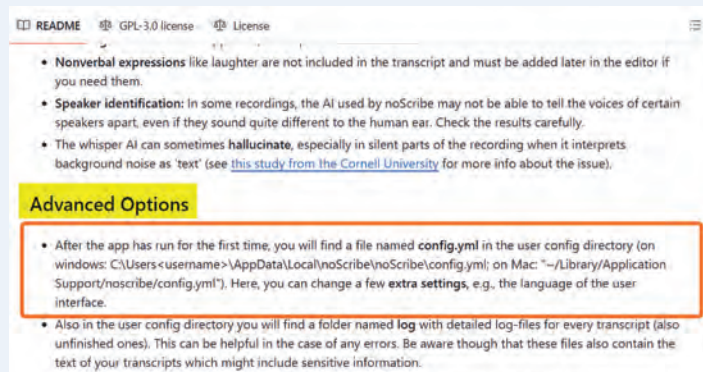 README GPL-3.0 license License
• Nonverbal expressions like laughter are not included in the transcript and must be added later in the editor if
you need them.
• Speaker identification: In some recordings, the AI used by noScribe may not be able to tell the voices of certain
speakers apart, even if they sound quite different to the human ear. Check the results carefully.
• The whisper AI can sometimes hallucinate, especially in silent parts of the recording when it interprets
background noise as 'text' (see this study from the Cornell University for more info about the issue).
Advanced Options
• After the app has run for the first time, you will find a file named config.yml in the user config directory (on
windows: C:\Users<username>\AppData\Local\noScribe\noScribe\config.yml; on Mac: "~/Library/Application
Support/noscribe/config.yml"). Here, you can change a few extra settings, e.g., the language of the user
interface.
• Also in the user config directory you will find a folder named log with detailed log-files for every transcript (also
unfinished ones). This can be helpful in the case of any errors. Be aware though that these files also contain the
text of your transcripts which might include sensitive information.